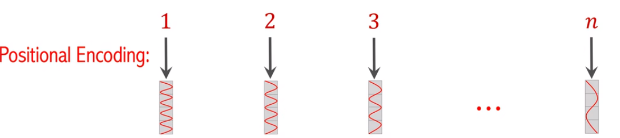 1 2 3 n
Positional Encoding:
...